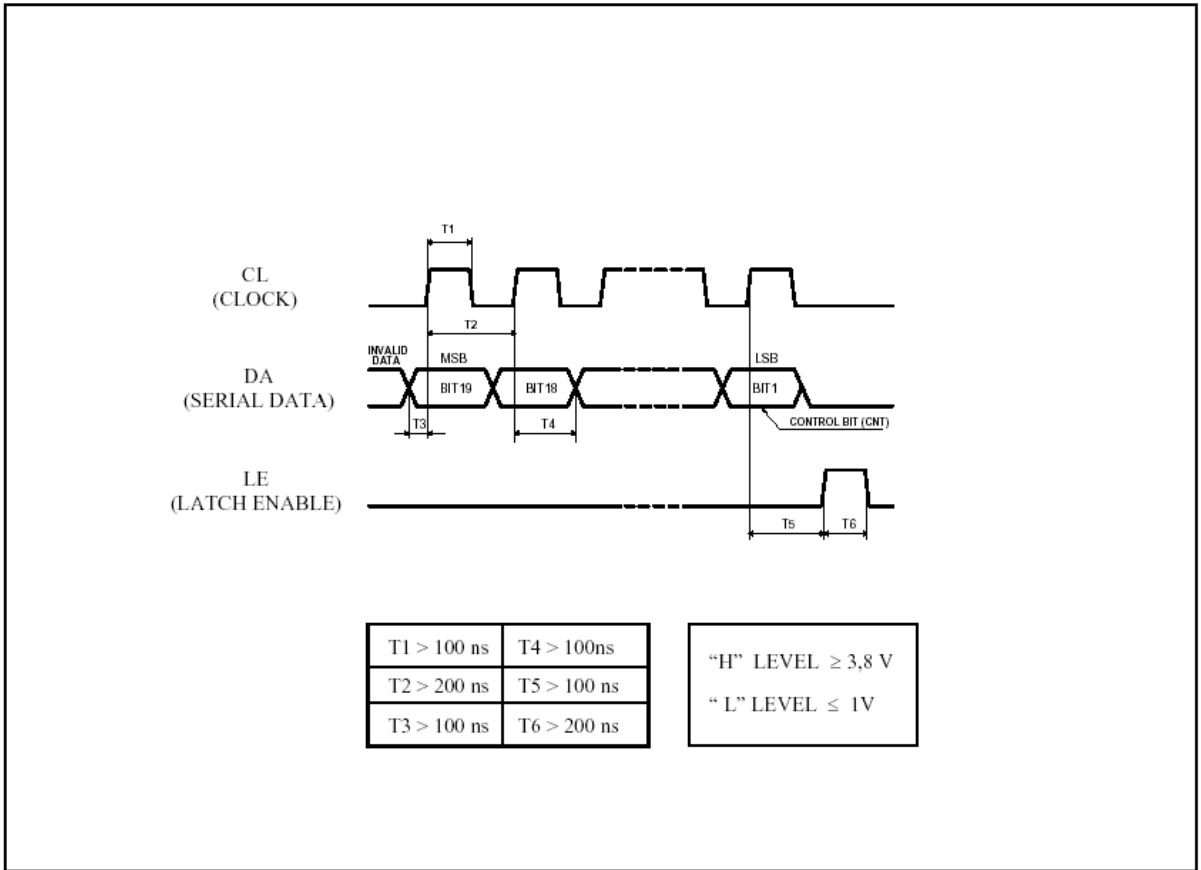 T1
CL
(CLOCK)
T2
INVALID
DATA
MSB
LSB
DA
(SERIAL DATA)
BIT19
BIT18
BIT1
T3
T4
CONTROL BIT (CNT)
LE
(LATCH ENABLE)
T5
T6
T1 > 100 ns
T4 > 100ns
T2 > 200 ns
T5 > 100 ns
T3 > 100 ns
T6 > 200 ns
“H” LEVEL ≥ 3,8 V
“ L” LEVEL ≤ 1V